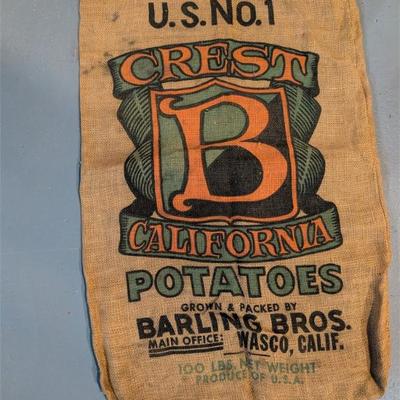 U.S.NO.1
CREST
B
CALIFORNIA
POTATOES
GROWN & PACKED BY
BARLING BROS.
MAIN OFFICE: WASCO, CALIF.
100 LBS. NET WEIGHT
PRODUCE OF U.S.A.